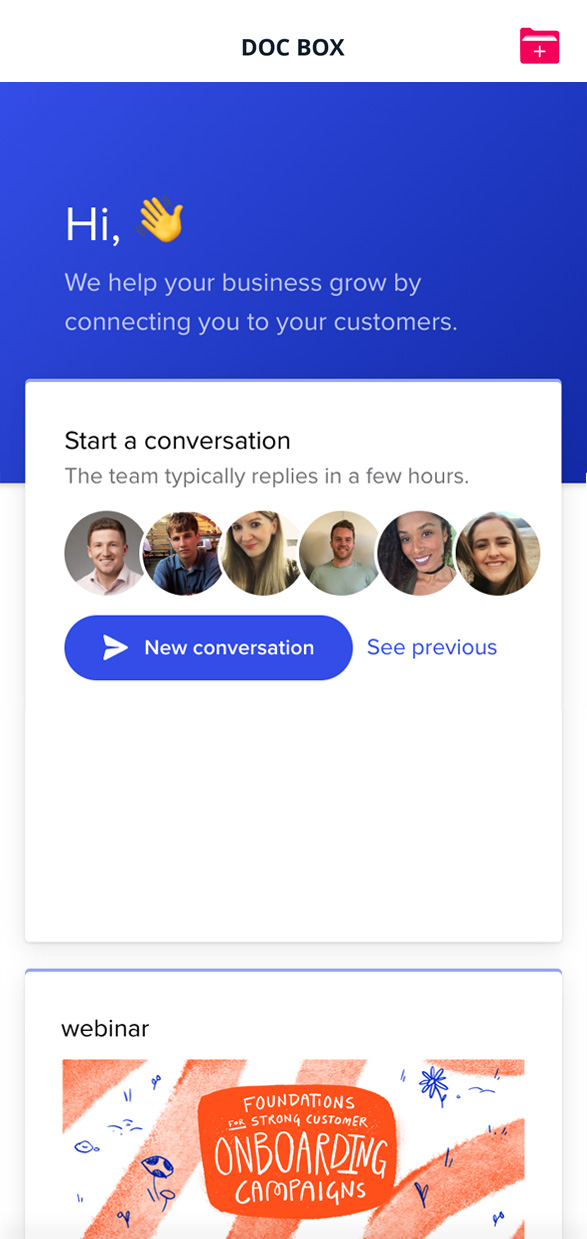 DOC BOX
Hi, 👋
We help your business grow by
connecting you to your customers.
Start a conversation
The team typically replies in a few hours.
New conversation
See previous
webinar
FOUNDATIONS
FOR STRONG CUSTOMER
ONBOARDING
CAMPAIGNS